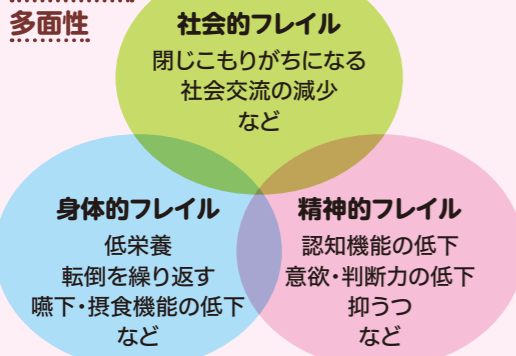 多面性
社会的フレイル
閉じこもりがちになる
社会交流の減少
など
身体的フレイル
低栄養
転倒を繰り返す
嚥下・摂食機能の低下
など
精神的フレイル
認知機能の低下
意欲・判断力の低下
抑うつ
など